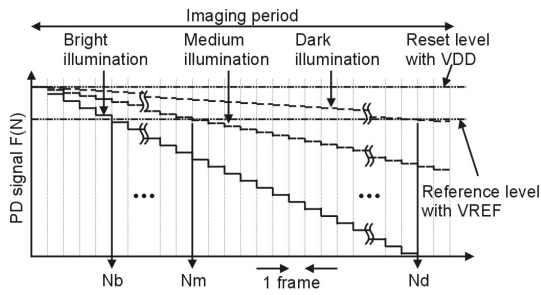 Imaging period
Bright
illumination
Medium
illumination
Dark
illumination
Reset level
with VDD
PD signal F(N)
Reference level
with VREF
Nb
Nm
1 frame
Nd